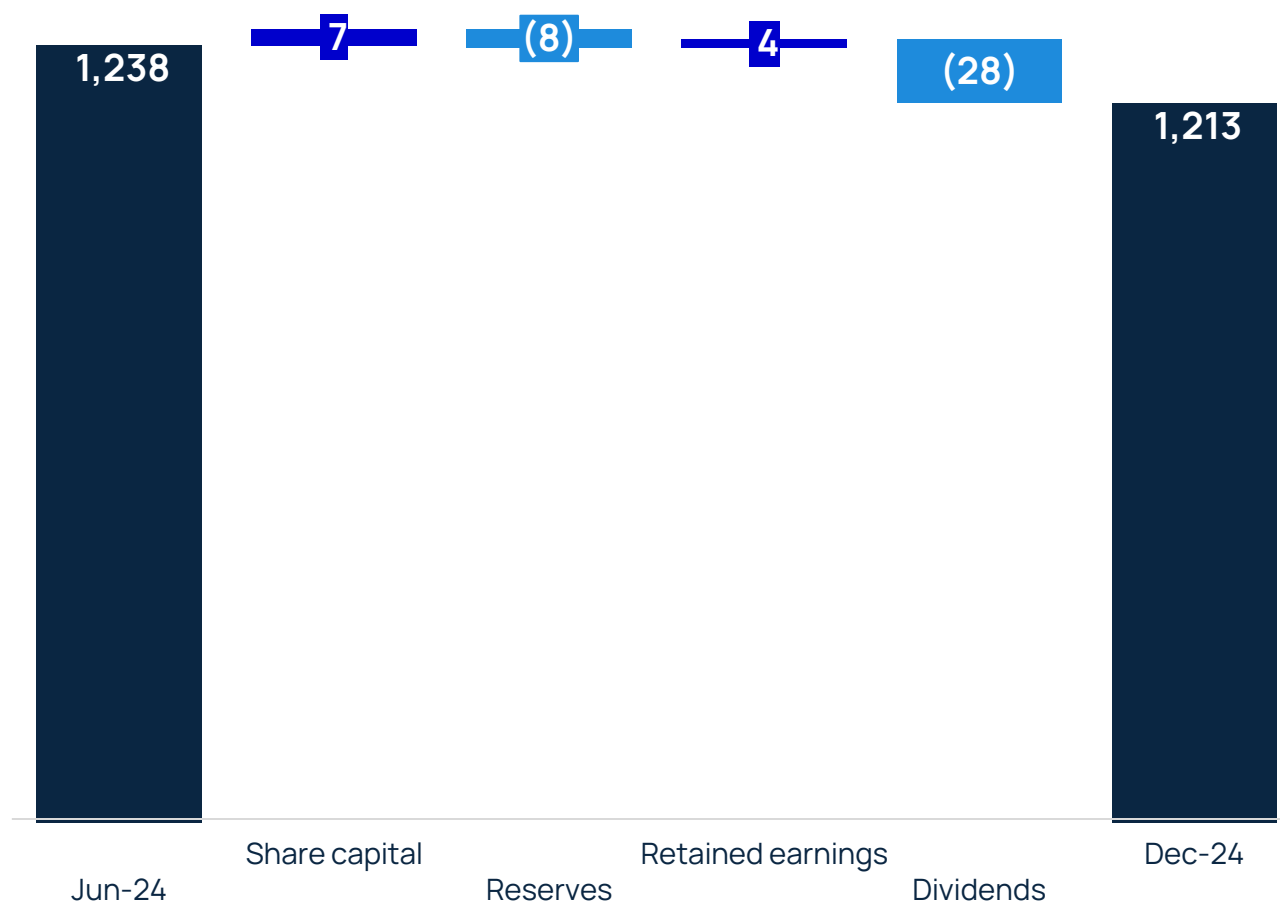 7
(8)
4
1,238
(28)
1,213
Share capital
Retained earnings
Dec-24
Jun-24
Reserves
Dividends